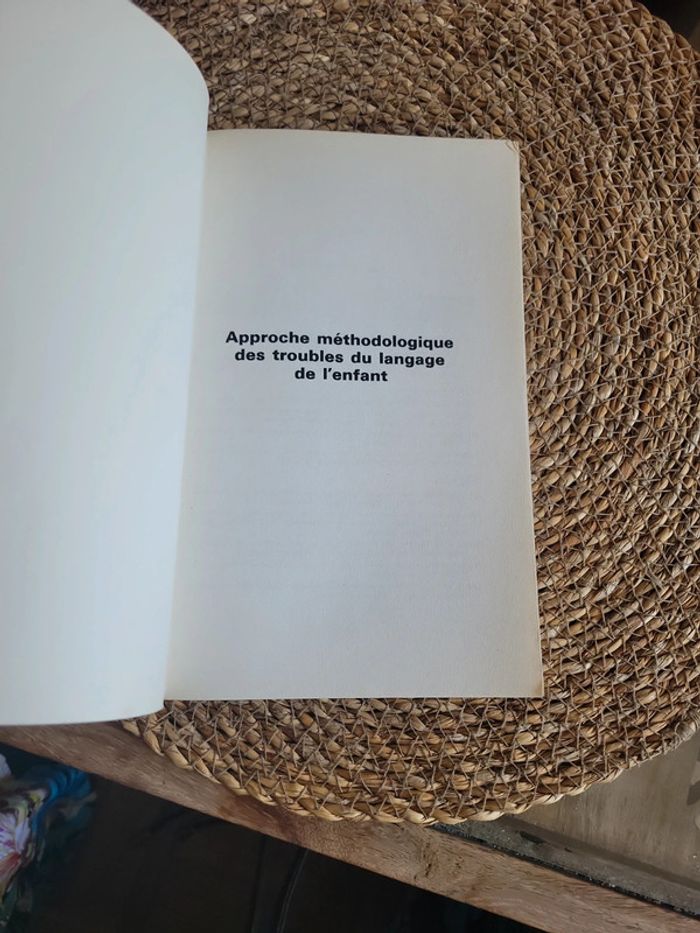 Approche méthodologique
des troubles du langage
de l'enfant